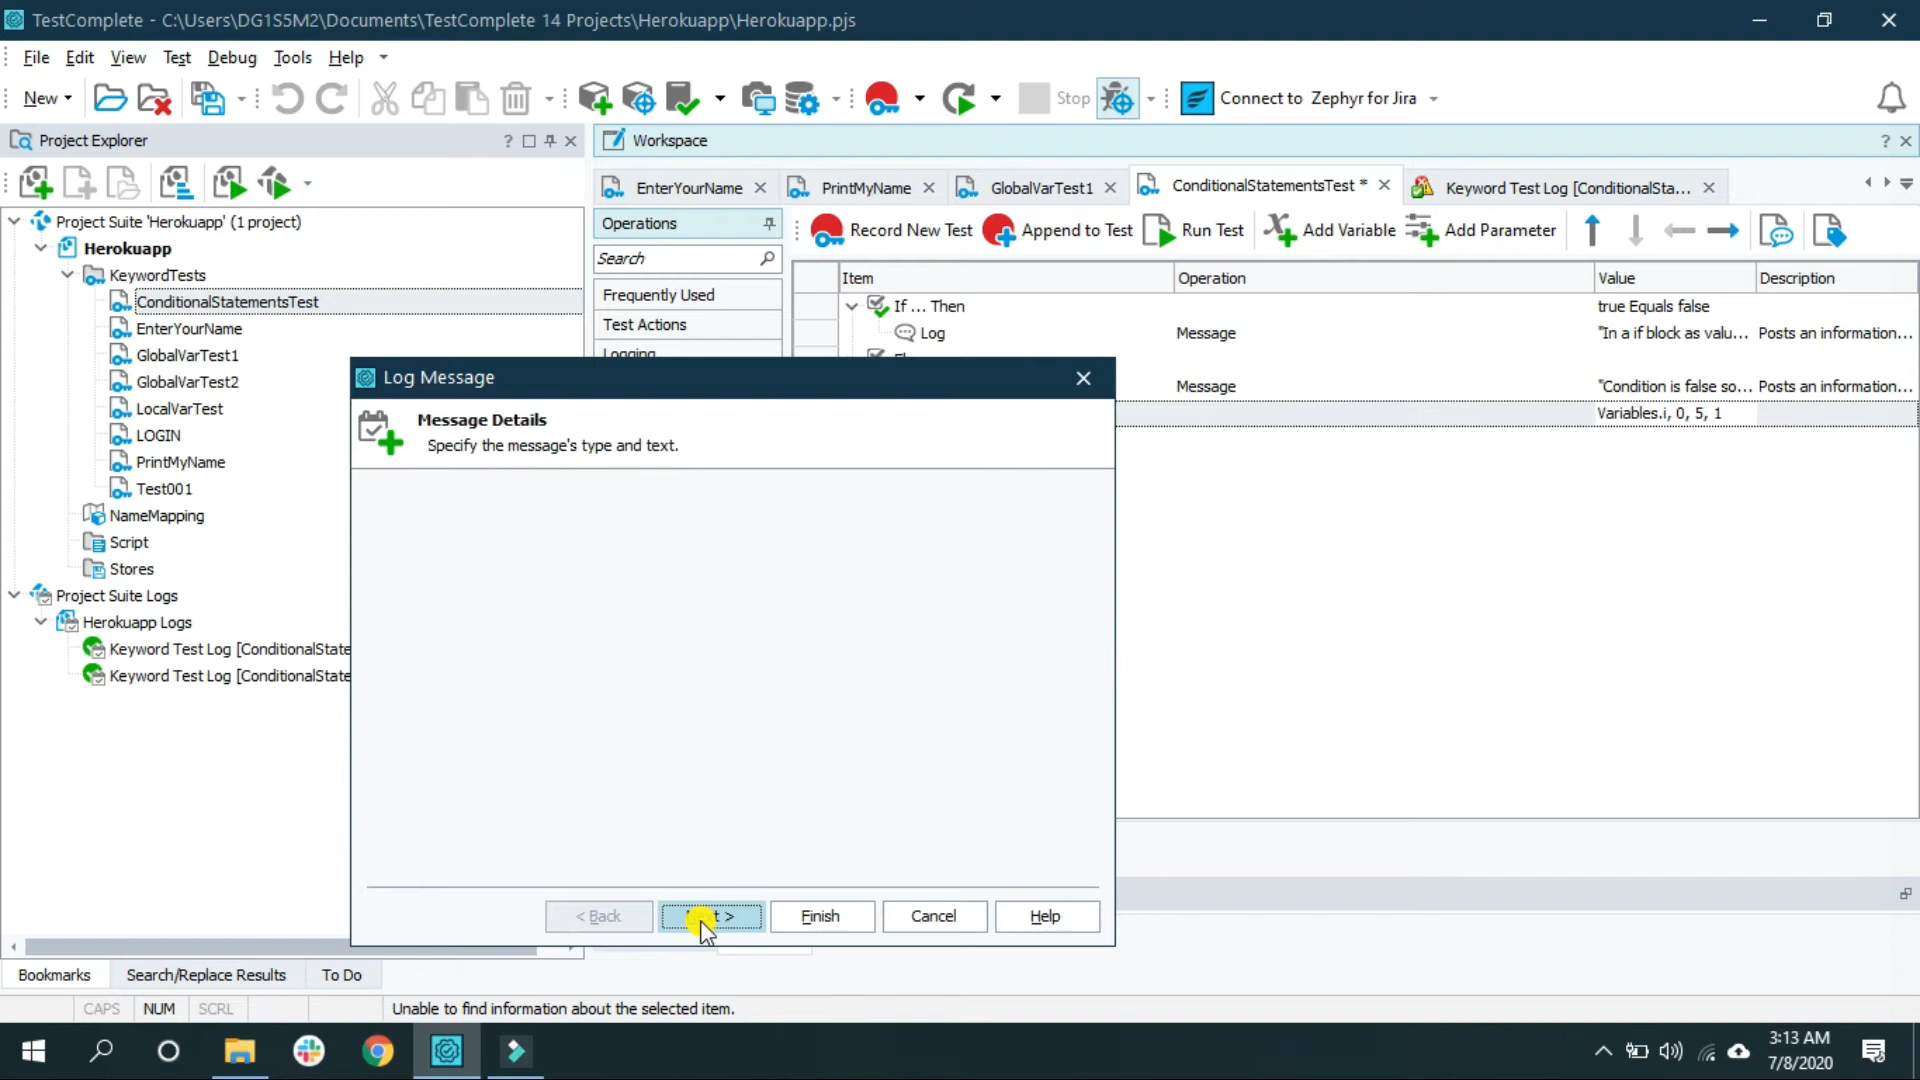 TestComplete - C:\Users\DG1S5M2\Documents\TestComplete 14 Projects\Herokuapp\Herokuapp.pjs
File Edit View Test Debug Tools Help
New
Stop
Connect to Zephyr for Jira
Project Explorer
?
Workspace
?
EnterYourName
PrintMyName
GlobalVarTest1
ConditionalStatementsTest *
Keyword Test Log [ConditionalSta...
Project Suite 'Herokuapp' (1 project)
Herokuapp
KeywordTests
ConditionalStatementsTest
EnterYourName
GlobalVarTest1
GlobalVarTest2
LocalVarTest
LOGIN
PrintMyName
Test001
NameMapping
Script
Stores
Project Suite Logs
Herokuapp Logs
Keyword Test Log [ConditionalState
Keyword Test Log [ConditionalState
Operations
Search
Frequently Used
Test Actions
Logging
Record New Test
Append to Test
Run Test
Add Variable
Add Parameter
Item Operation Value Description
If ... Then true Equals false
Log Message "In a if block as valu... Posts an information...
Message "Condition is false so... Posts an information...
Variables.i, 0, 5, 1
Log Message
Message Details
Specify the message's type and text.
< Back
>
Finish
Cancel
Help
Bookmarks
Search/Replace Results
To Do
CAPS NUM SCRL
Unable to find information about the selected item.
3:13 AM
7/8/2020